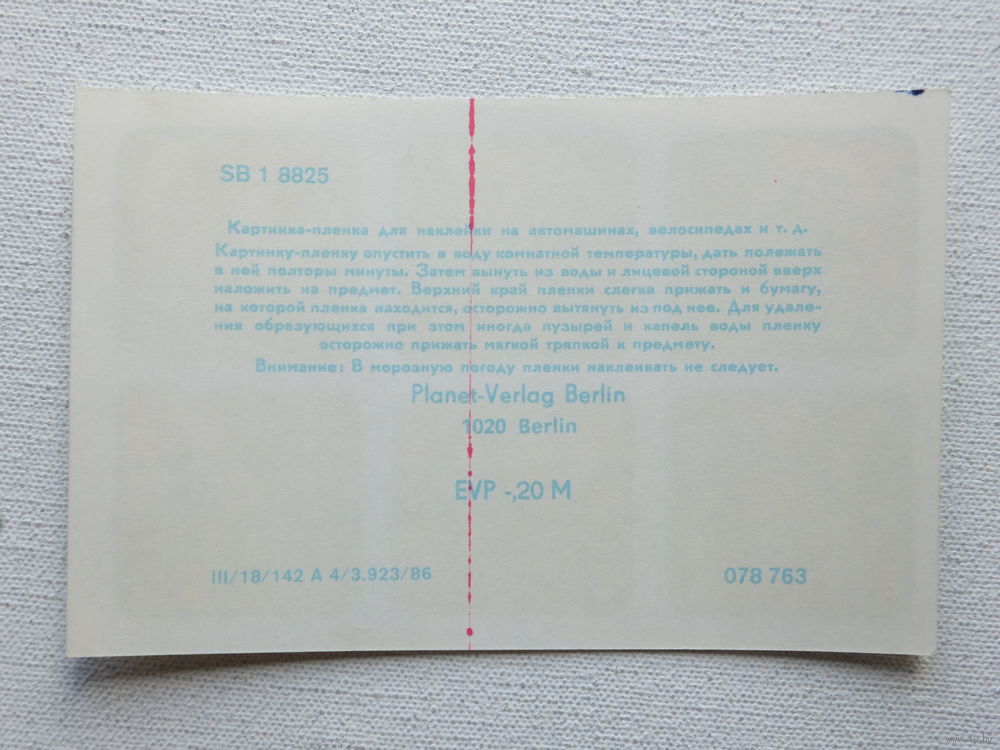 SB 1 8825
Картинка-пленка для наклейки на автомашинах, велосипедах и т. д.
Картинку-пленку опустить в воду комнатной температуры, дать полежать
в ней полторы минуты. Затем вынуть из воды и лицевой стороной вверх
наложить на предмет. Верхний край пленки слегка прижать и бумагу,
на которой пленка находится, осторожно вытянуть из под нее. Для удале-
ния образующихся при этом иногда пузырей и капель воды пленку
осторожно прижать мягкой тряпкой к предмету.
Внимание: В морозную погоду пленки наклеивать не следует.
Planet-Verlag Berlin
1020 Berlin
EVP -,20 M
III/18/142 A 4/3.923/86
078 763